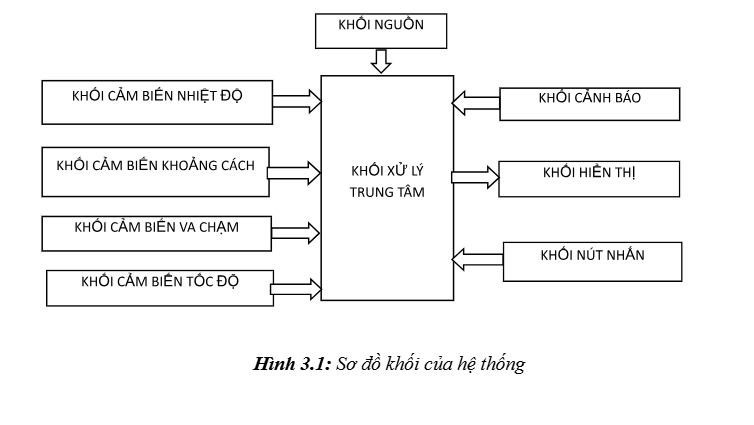 KHỐI NGUỒN
KHỐI CẢM BIẾN NHIỆT ĐỘ
KHỐI CẢNH BÁO
KHỐI CẢM BIẾN KHOẢNG CÁCH
KHỐI XỬ LÝ
TRUNG TÂM
KHỐI HIỂN THỊ
KHỐI CẢM BIẾN VA CHẠM
KHỐI NÚT NHẤN
KHỐI CẢM BIẾN TỐC ĐỘ
Hình 3.1: Sơ đồ khối của hệ thống